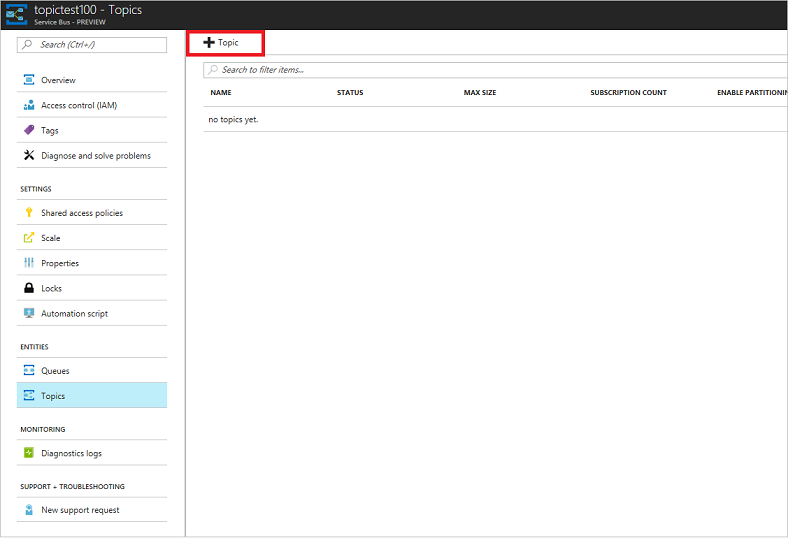 topictest100 - Topics
Service Bus - PREVIEW
Search (Ctrl+/)
Overview
Access control (IAM)
Tags
Diagnose and solve problems
SETTINGS
Shared access policies
Scale
Properties
Locks
Automation script
ENTITIES
Queues
Topics
MONITORING
Diagnostics logs
SUPPORT + TROUBLESHOOTING
New support request
Topic
Search to filter items...
NAME STATUS MAX SIZE SUBSCRIPTION COUNT ENABLE PARTITIONIN
no topics yet.